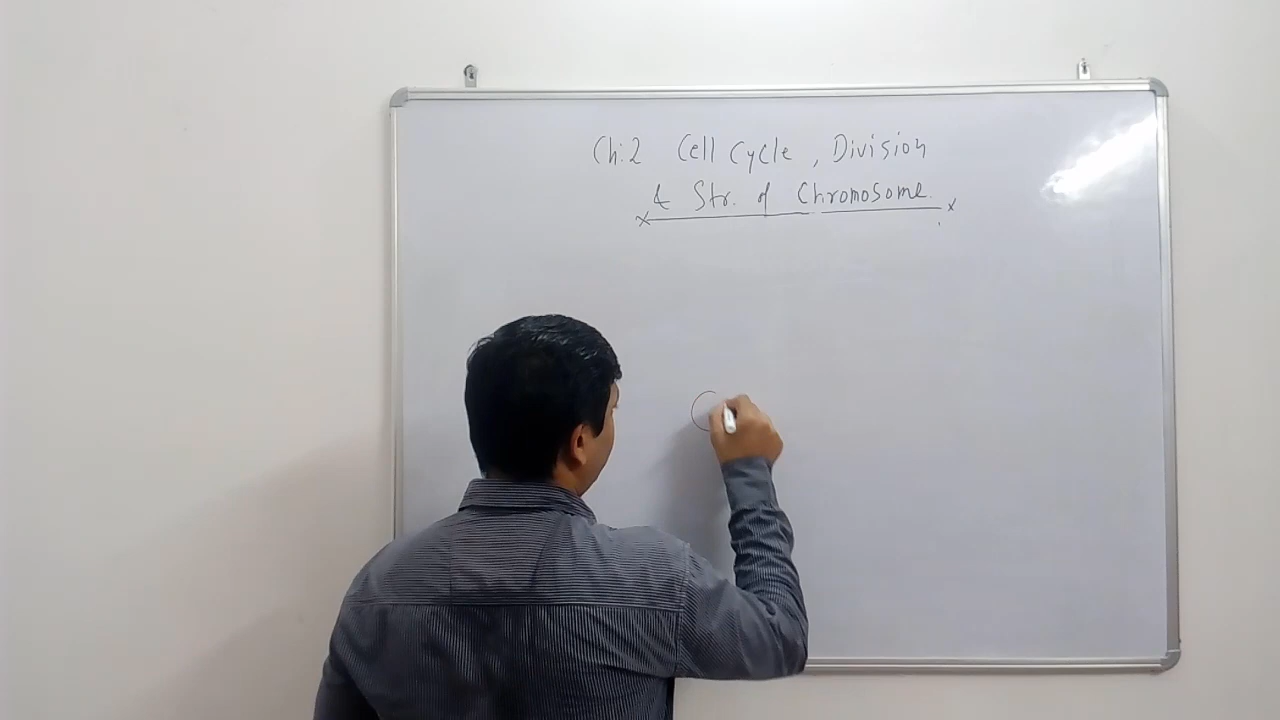 Ch:2 Cell Cycle, Division
& Str. of Chromosome.